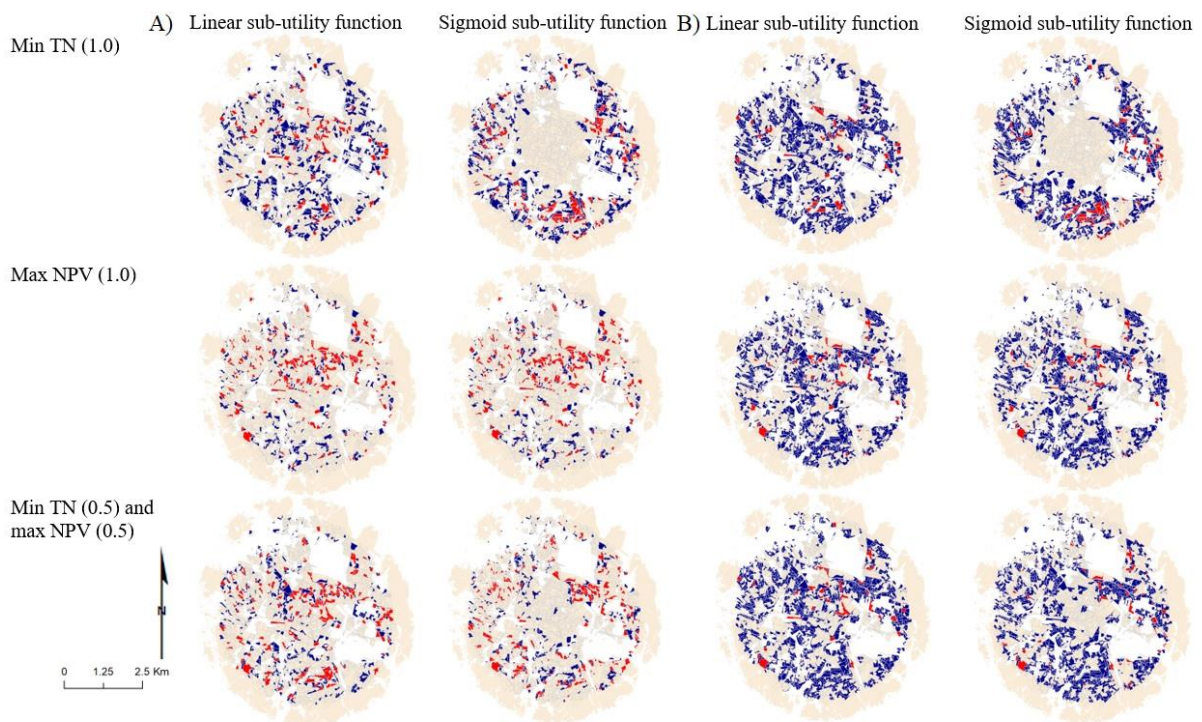 A) Linear sub-utility function Sigmoid sub-utility function B) Linear sub-utility function Sigmoid sub-utility function
Min TN (1.0)
Max NPV (1.0)
Min TN (0.5) and
max NPV (0.5)
N
0 1.25 2.5 Km